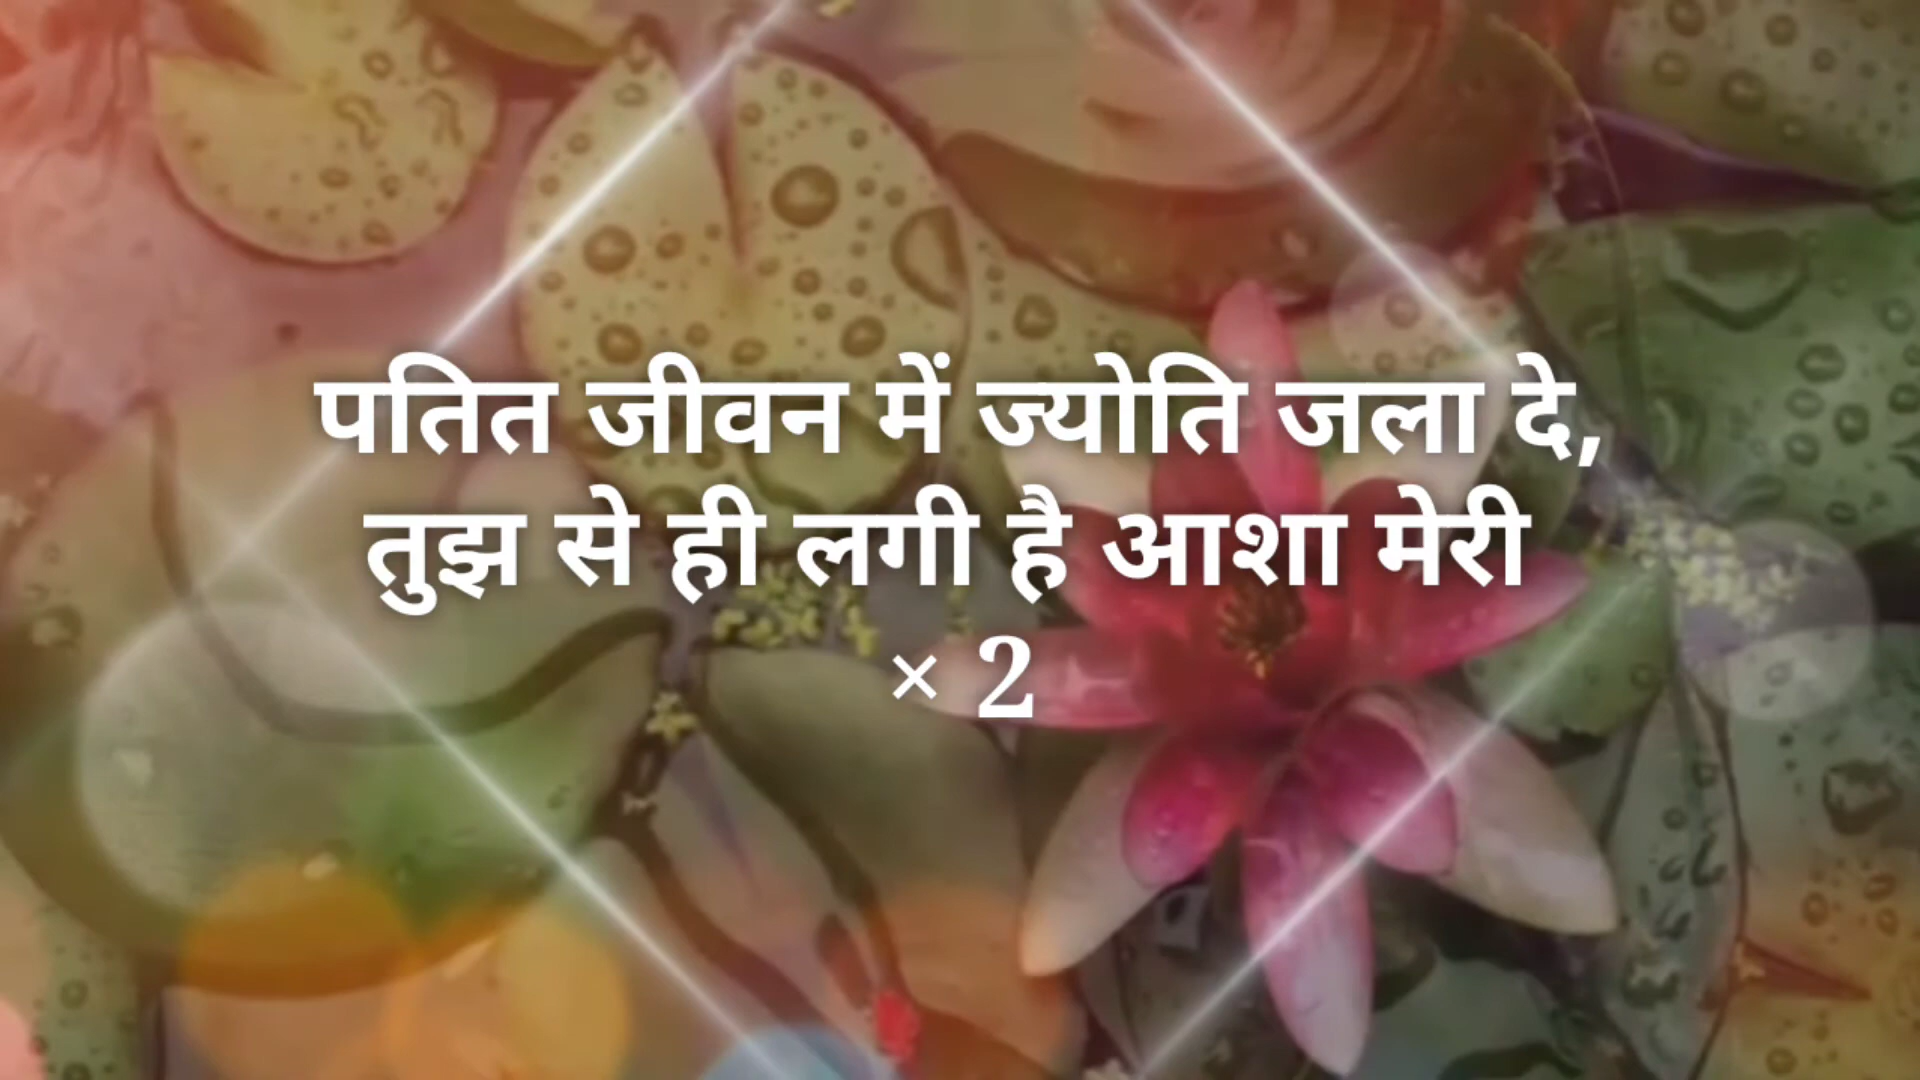 पतित जीवन में ज्योति जला दे,
तुझ से ही लगी है आशा मेरी
× 2